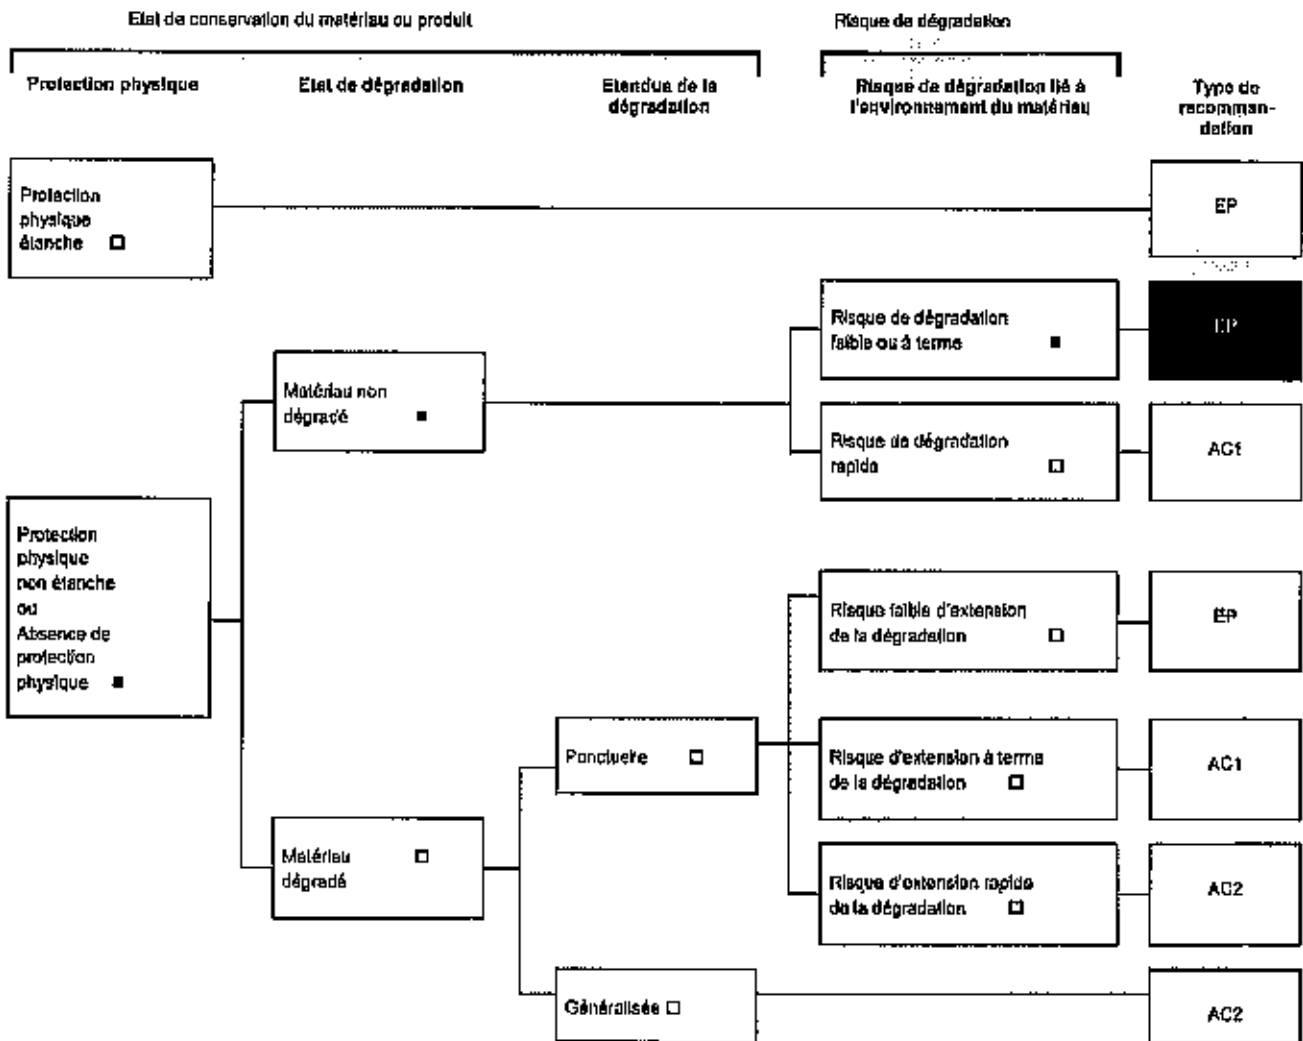 Etat de conservation du matériau ou produit
Risque de dégradation
Protection physique
Etat de dégradation
Etendue de la
dégradation
Risque de dégradation lié à
l'environnement du matériau
Type de
recomman-
dation
Protection
physique
étanche
EP
Risque de dégradation
faible ou à terme
EP
Matériau non
dégradé
Risque de dégradation
rapide
AC1
Protection
physique
non étanche
ou
Absence de
protection
physique
Risque faible d'extension
de la dégradation
EP
Ponctuelle
Risque d'extension à terme
de la dégradation
AC1
Matériau
dégradé
Risque d'extension rapide
de la dégradation
AC2
Généralisée
AC2